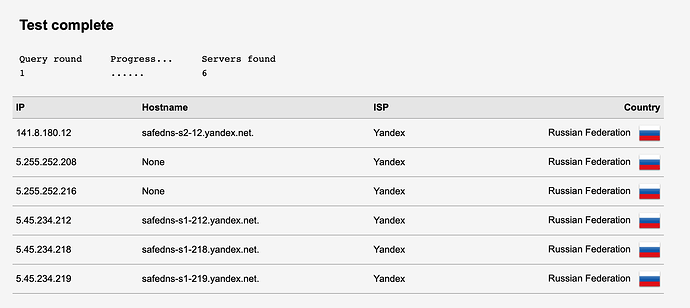 Test complete
Query round Progress... Servers found
1 ...... 6
IP Hostname ISP Country
141.8.180.12 safedns-s2-12.yandex.net. Yandex Russian Federation
5.255.252.208 None Yandex Russian Federation
5.255.252.216 None Yandex Russian Federation
5.45.234.212 safedns-s1-212.yandex.net. Yandex Russian Federation
5.45.234.218 safedns-s1-218.yandex.net. Yandex Russian Federation
5.45.234.219 safedns-s1-219.yandex.net. Yandex Russian Federation